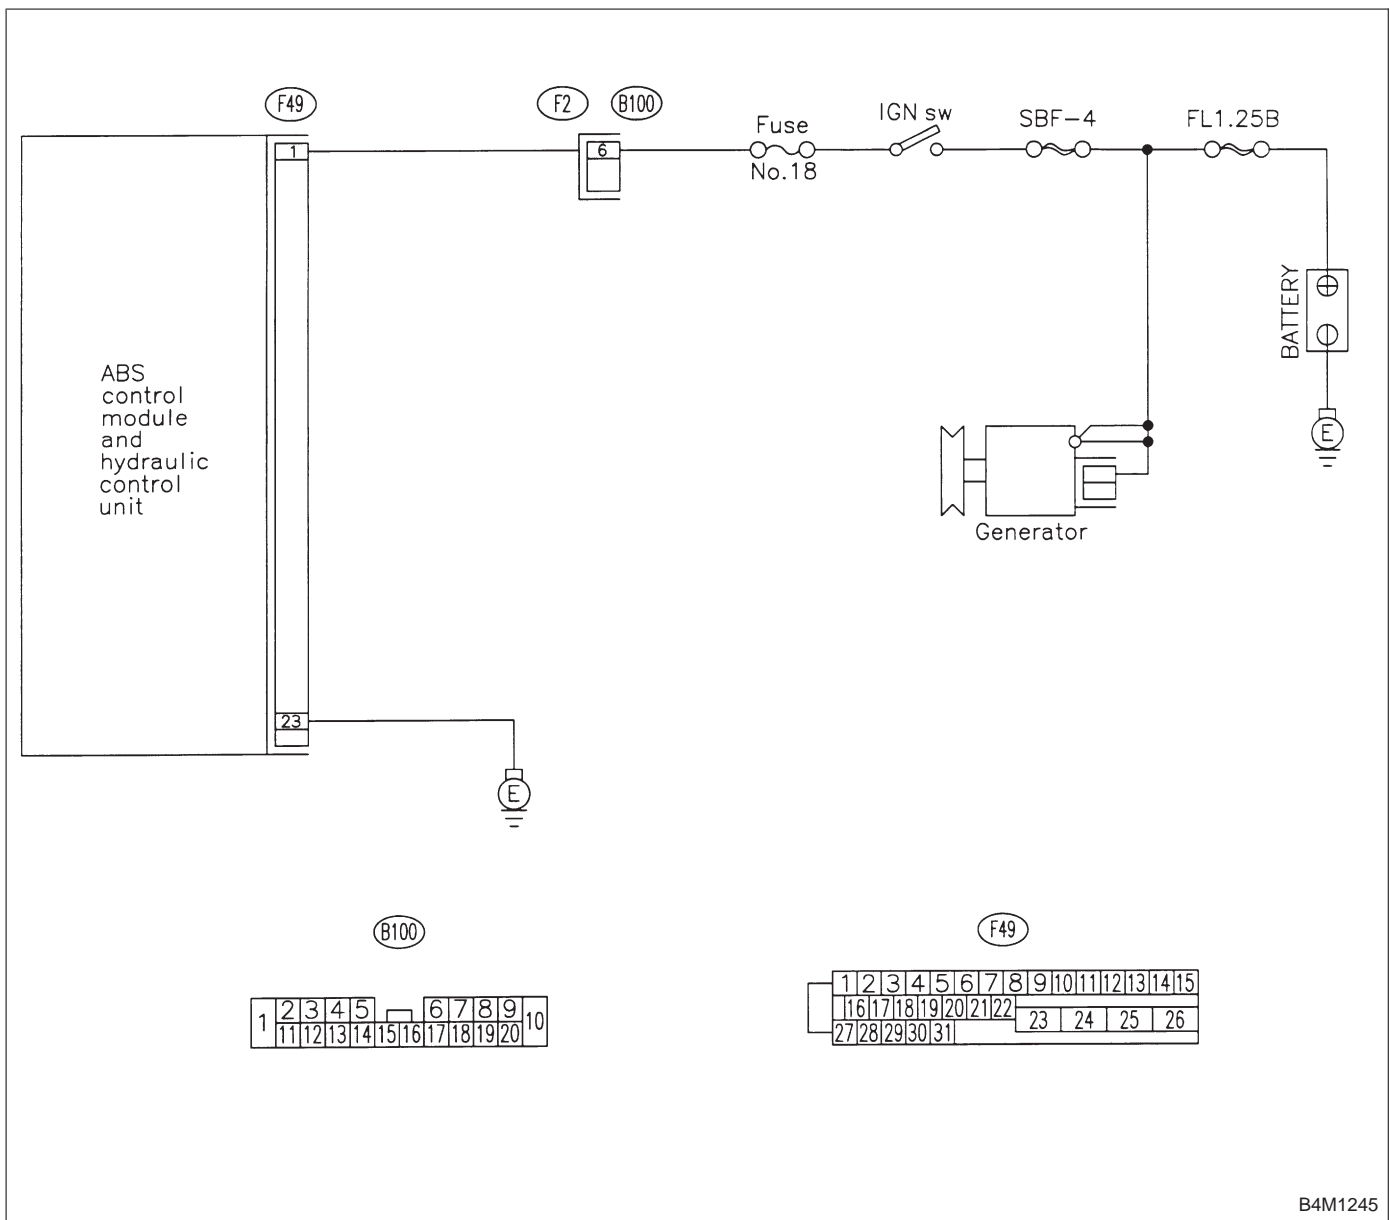 F49
F2
B100
Fuse
No.18
IGN sw
SBF-4
FL1.25B
1
6
BATTERY
E
ABS
control
module
and
hydraulic
control
unit
Generator
23
E
B100
1 2 3 4 5 6 7 8 9 10
11 12 13 14 15 16 17 18 19 20
F49
1 2 3 4 5 6 7 8 9 10 11 12 13 14 15
16 17 18 19 20 21 22 23 24 25 26
27 28 29 30 31
B4M1245